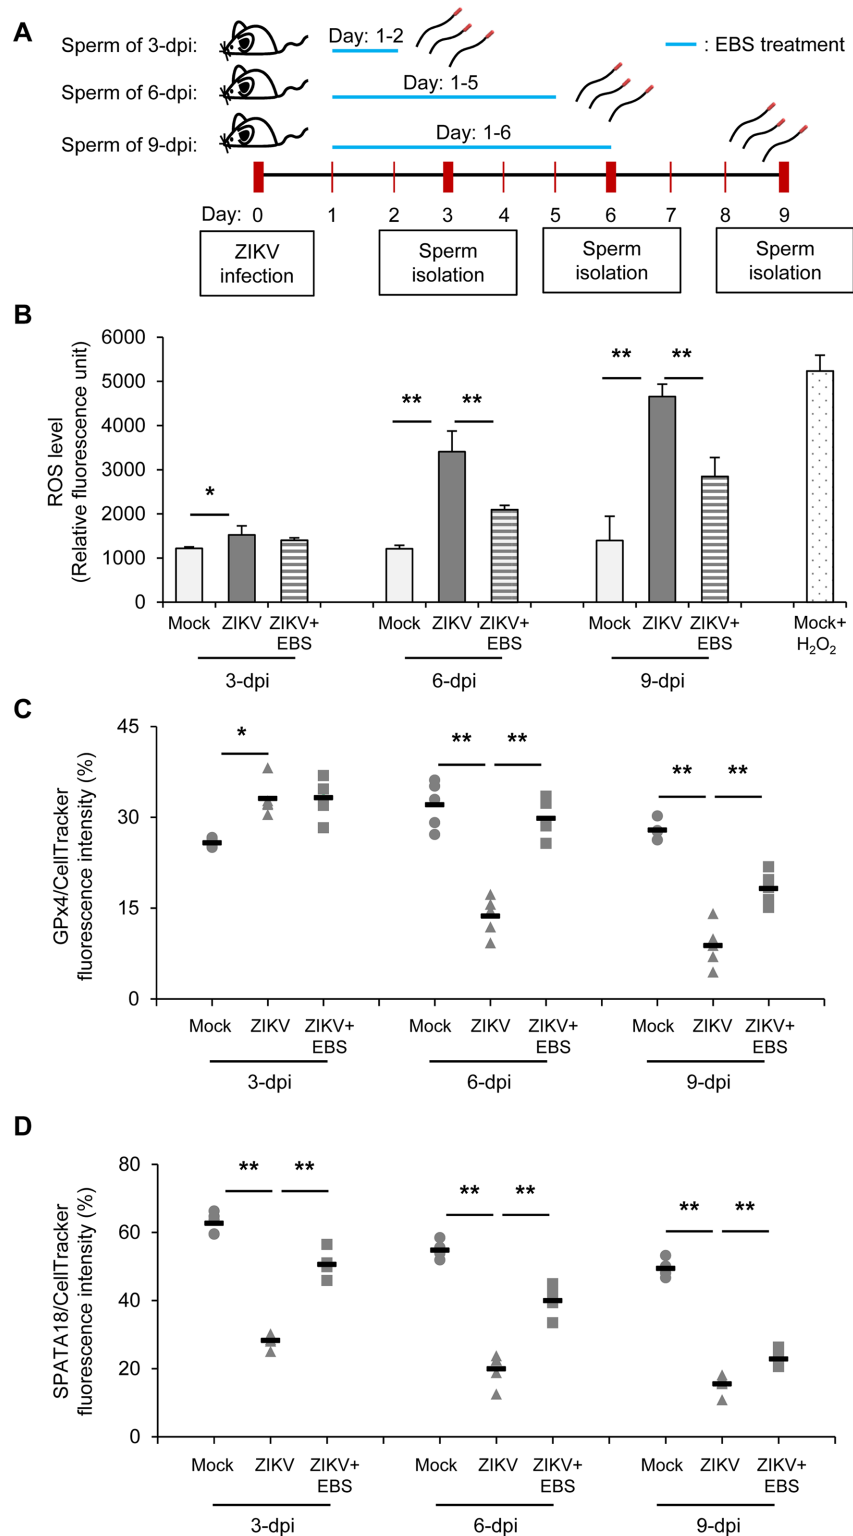 A
Sperm of 3-dpi:
Day: 1-2
: EBS treatment
Sperm of 6-dpi:
Day: 1-5
Sperm of 9-dpi:
Day: 1-6
Day: 0 1 2 3 4 5 6 7 8 9
ZIKV
infection
Sperm
isolation
Sperm
isolation
Sperm
isolation
B
ROS level
(Relative fluorescence unit)
6000
5000
4000
3000
2000
1000
0
*
**
**
**
**
Mock ZIKV ZIKV+
EBS
Mock ZIKV ZIKV+
EBS
Mock ZIKV ZIKV+
EBS
Mock+
H₂O₂
3-dpi
6-dpi
9-dpi
C
GPx4/CellTracker
fluorescence intensity (%)
45
30
15
0
*
**
**
**
**
Mock ZIKV ZIKV+
EBS
Mock ZIKV ZIKV+
EBS
Mock ZIKV ZIKV+
EBS
3-dpi
6-dpi
9-dpi
D
SPATA18/CellTracker
fluorescence intensity (%)
80
60
40
20
0
**
**
**
**
**
**
Mock ZIKV ZIKV+
EBS
Mock ZIKV ZIKV+
EBS
Mock ZIKV ZIKV+
EBS
3-dpi
6-dpi
9-dpi